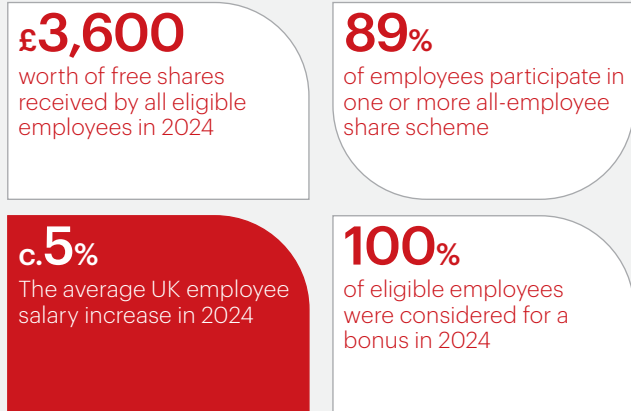 £3,600
worth of free shares
received by all eligible
employees in 2024
89%
of employees participate in
one or more all-employee
share scheme
c.5%
The average UK employee
salary increase in 2024
100%
of eligible employees
were considered for a
bonus in 2024